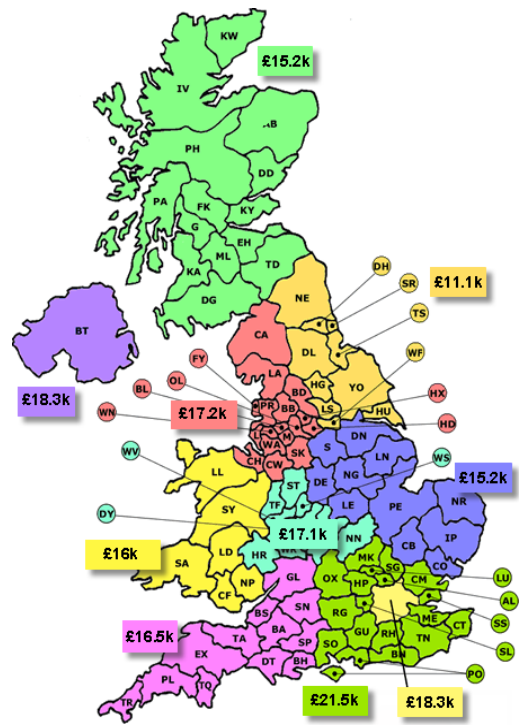 KW
£15.2k
IV
AB
PH
DD
PA
FK
KY
G
EH
ML
KA
TD
DG
DH
NE
SR
£11.1k
TS
BT
CA
DL
WF
FY
LA
HG
YO
BL
OL
BD
HX
£18.3k
PR
BB
LS
HU
WN
£17.2k
HD
L
M
WA
S
DN
SK
LN
WV
CH
CW
WS
LL
ST
DE
NG
£15.2k
TF
NR
SY
LE
PE
DY
£17.1k
NN
IP
£16k
LD
HR
CB
SA
MK
CO
SG
LU
NP
GL
OX
HP
CM
AL
CF
SN
RG
SS
BS
ME
CT
£16.5k
BA
GU
RH
TN
SL
TA
SP
SO
EX
BN
DT
BH
PL
PO
TQ
TR
£21.5k
£18.3k